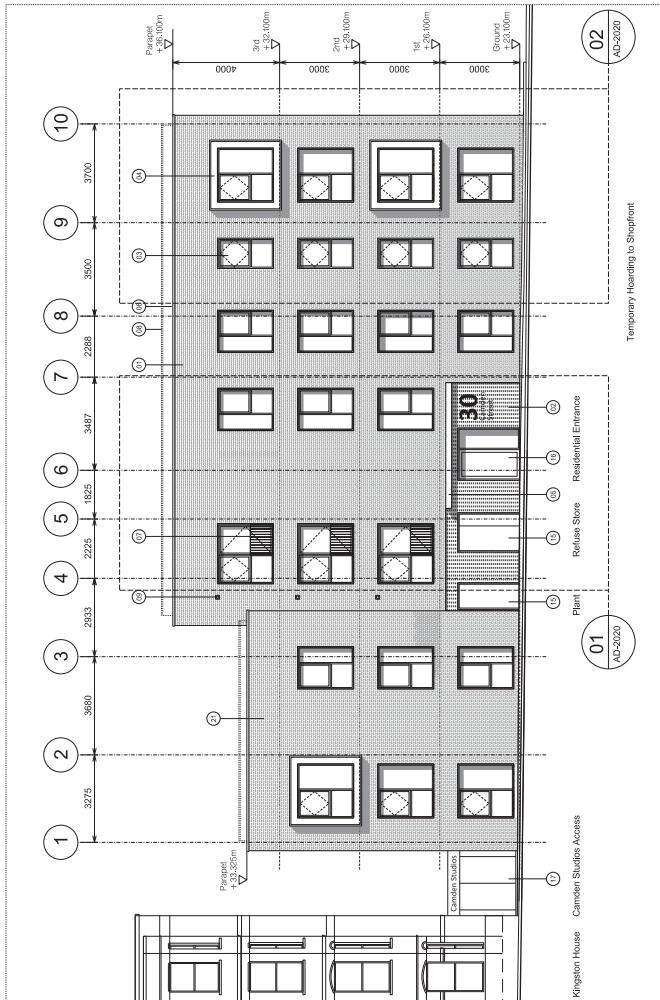 1
2
3
4
5
6
7
8
9
10
3275
3680
2933
2225
1825
3487
2288
3500
3700
Parapet
+36.100m
3rd
+32.100m
2nd
+29.100m
1st
+26.100m
Ground
+23.100m
4000
3000
3000
3000
Parapet
+33.325m
21
09
07
01
08
06
03
04
30
Camden
Street
Camden Studios
17
15
15
05
16
02
Kingston House
Camden Studios Access
Plant
Refuse Store
Residential Entrance
Temporary Hoarding to Shopfront
01
AD-2020
02
AD-2020